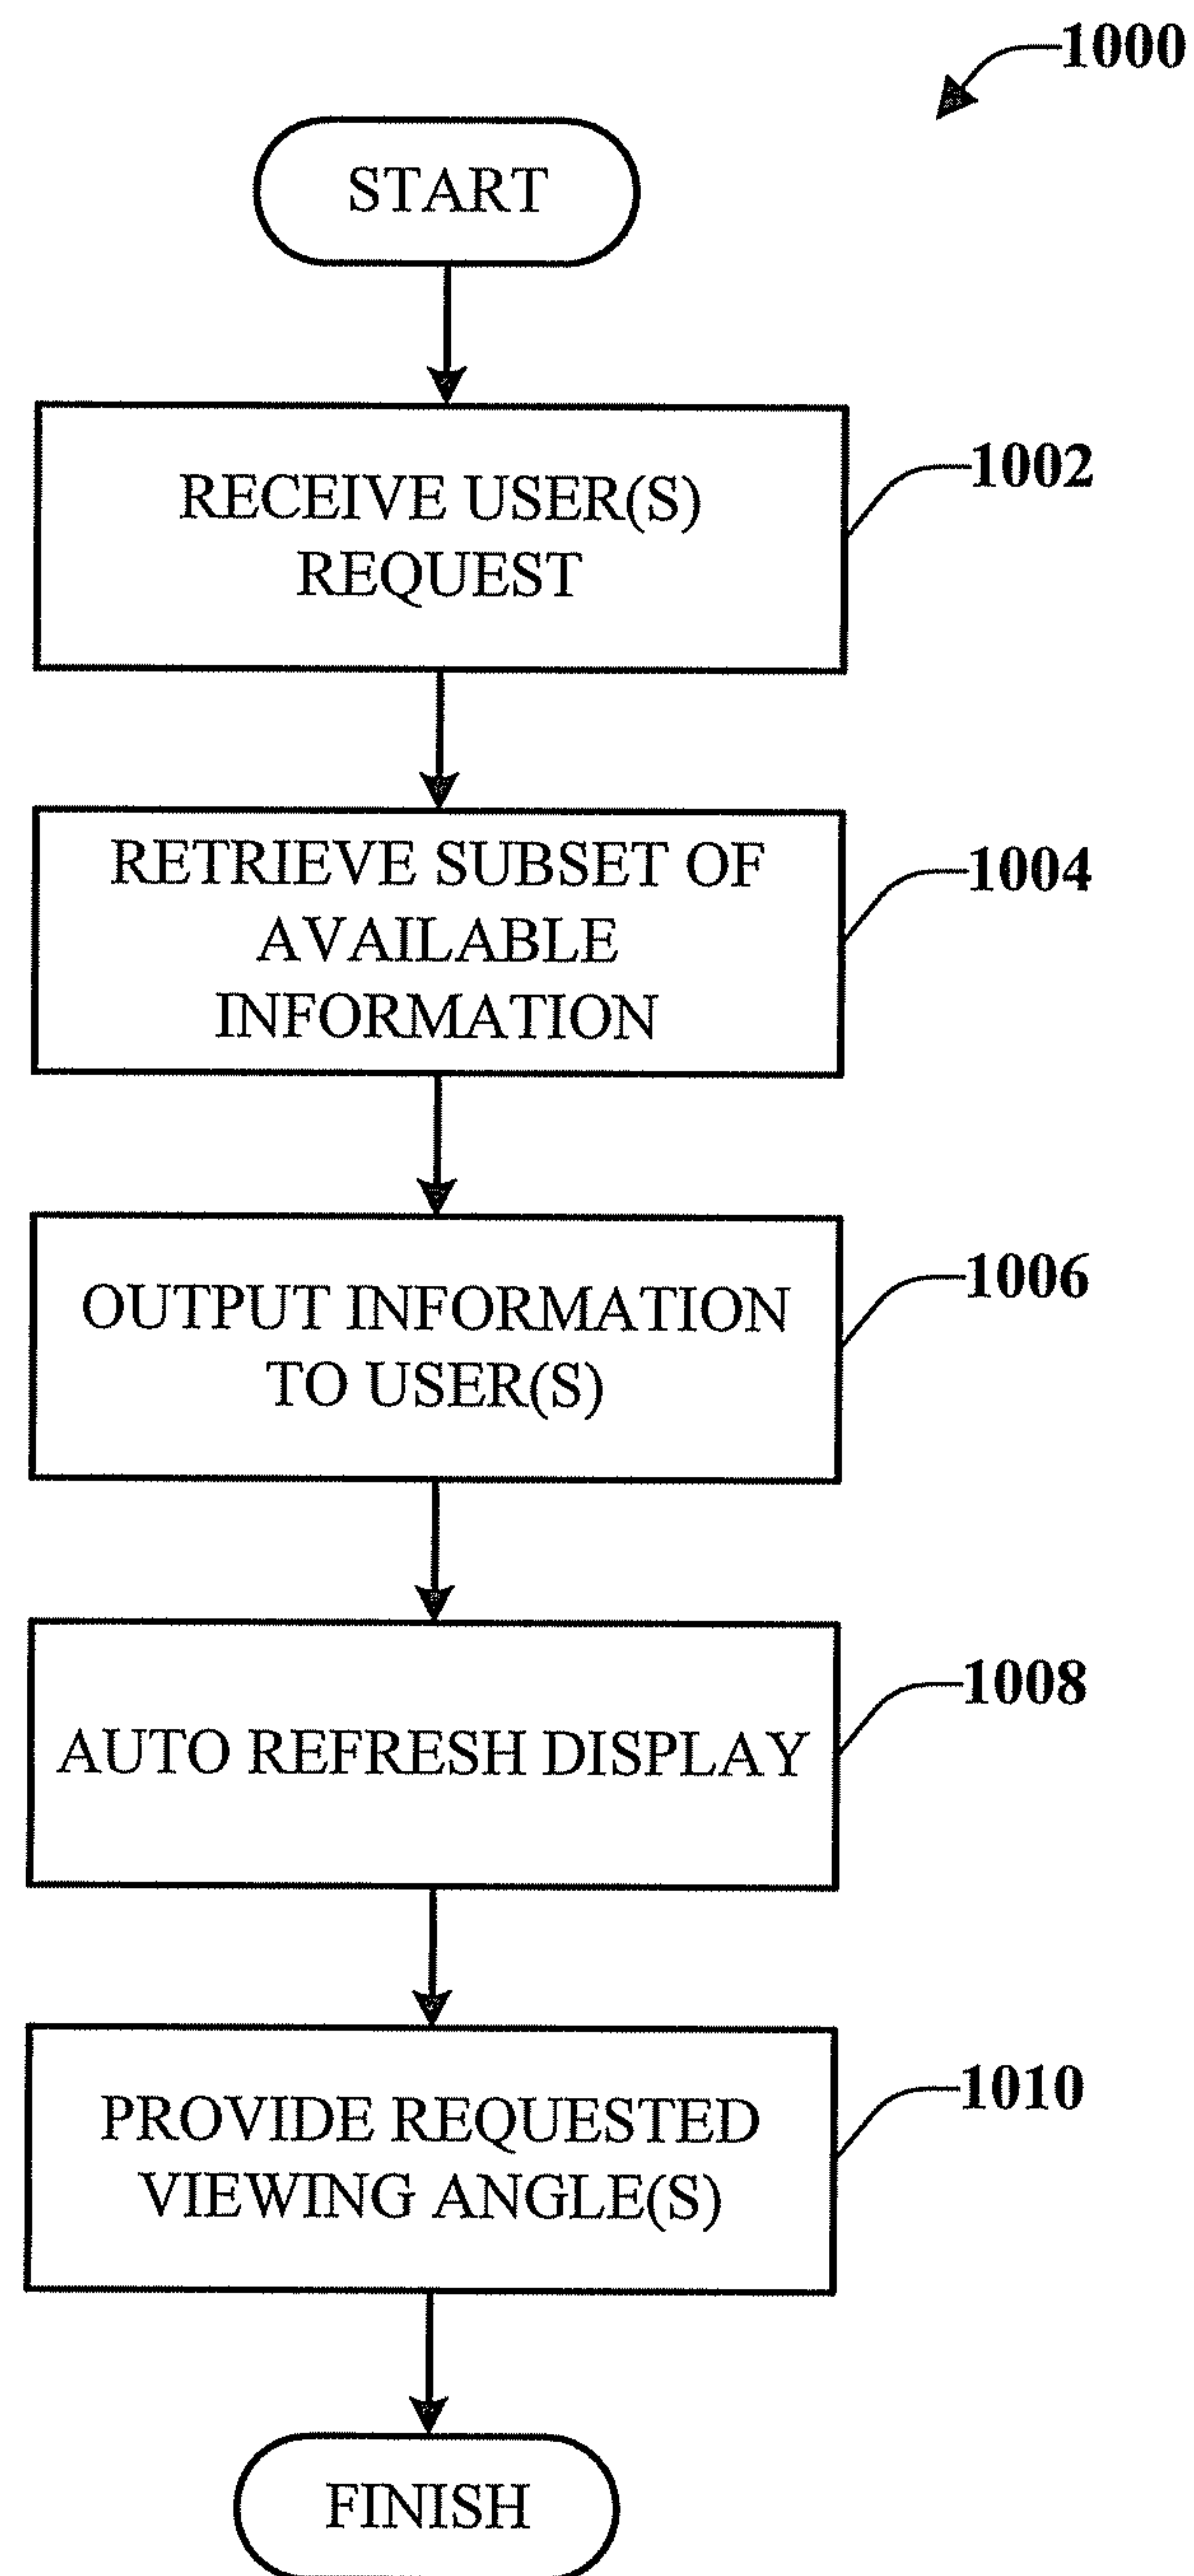 1000
START
RECEIVE USER(S)
REQUEST
1002
RETRIEVE SUBSET OF
AVAILABLE
INFORMATION
1004
OUTPUT INFORMATION
TO USER(S)
1006
AUTO REFRESH DISPLAY
1008
PROVIDE REQUESTED
VIEWING ANGLE(S)
1010
FINISH